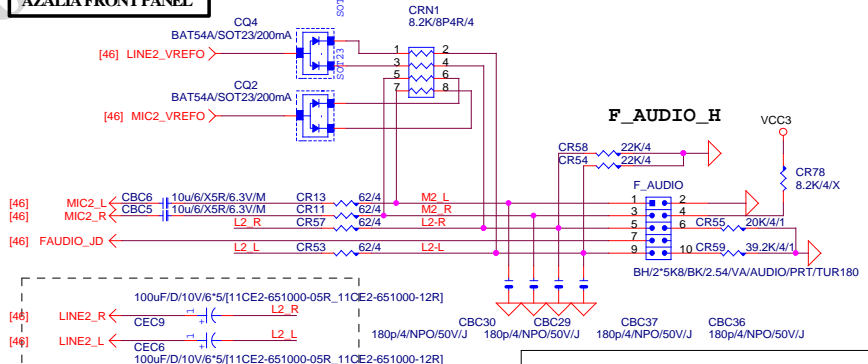 AZALIA FRONT PANEL
SOT
CQ4
BAT54A/SOT23/200mA
SOT23
CRN1
8.2K/8P4R/4
[46] LINE2_VREFO
1 2
3 4
5 6
7 8
CQ2
BAT54A/SOT23/200mA
[46] MIC2_VREFO
F_AUDIO_H
VCC3
CR58 22K/4
CR54 22K/4
CR78
8.2K/4/X
F_AUDIO
[46] MIC2_L CBC6 10u/6/X5R/6.3V/M CR13 62/4 M2_L 1 2
[46] MIC2_R CBC5 10u/6/X5R/6.3V/M CR11 62/4 M2_R 3 4
L2_R CR57 62/4 L2-R 5 6 CR55 20K/4/1
[46] FAUDIO_JD 7
L2_L CR53 62/4 L2-L 9 10 CR59 39.2K/4/1
BH/2*5K8/BK/2.54/VA/AUDIO/PRT/TUR180
100uF/D/10V/6*5/[11CE2-651000-05R_11CE2-651000-12R]
[46] LINE2_R 1 + L2_R
CEC9
[46] LINE2_L 1 + L2_L
CEC6
100uF/D/10V/6*5/[11CE2-651000-05R_11CE2-651000-12R]
CBC30 CBC29 CBC37 CBC36
180p/4/NPO/50V/J 180p/4/NPO/50V/J 180p/4/NPO/50V/J 180p/4/NPO/50V/J